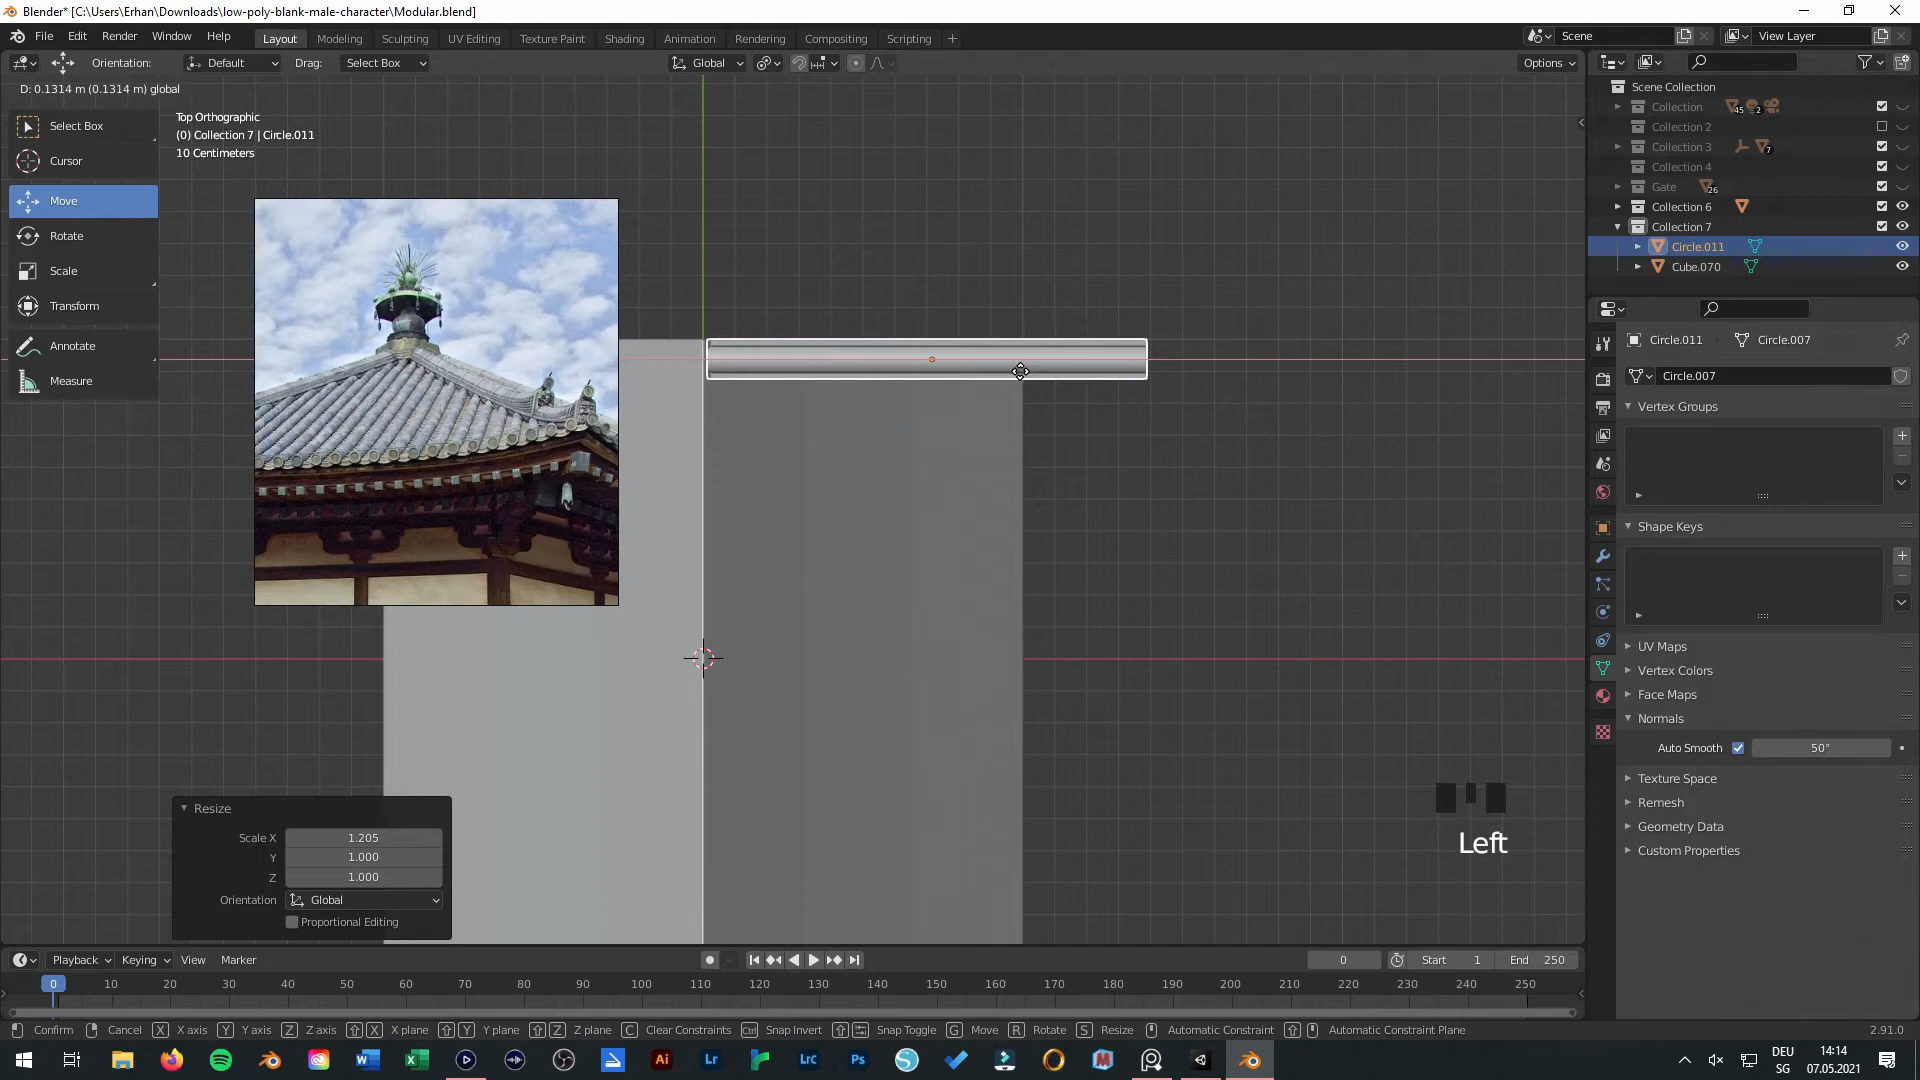 Blender* [C:\Users\Erhan\Downloads\low-poly-blank-male-character\Modular.blend]
File Edit Render Window Help Layout Modeling Sculpting UV Editing Texture Paint Shading Animation Rendering Compositing Scripting + Scene View Layer
Orientation: Default Drag: Select Box Global Options
D: 0.1314 m (0.1314 m) global
Scene Collection
Collection 45 2
Collection 2
Collection 3 7
Collection 4
Gate 26
Collection 6
Collection 7
Circle.011
Cube.070
Select Box
Cursor
Move
Rotate
Scale
Transform
Annotate
Measure
Top Orthographic
(0) Collection 7 | Circle.011
10 Centimeters
Circle.011 Circle.007
Circle.007
Vertex Groups
Shape Keys
UV Maps
Vertex Colors
Face Maps
Normals
Auto Smooth 50°
Texture Space
Remesh
Geometry Data
Custom Properties
Left
Resize
Scale X 1.205
Y 1.000
Z 1.000
Orientation Global
Proportional Editing
Playback Keying View Marker 0 Start 1 End 250
0 10 20 30 40 50 60 70 80 90 100 110 120 130 140 150 160 170 180 190 200 210 220 230 240 250
Confirm Cancel X X axis Y Y axis Z Z axis X X plane Y Y plane Z Z plane C Clear Constraints Ctrl Snap Invert Snap Toggle G Move R Rotate S Resize Automatic Constraint Automatic Constraint Plane 2.91.0
W X Ai Lr LrC Ps S M DEU 14:14
SG 07.05.2021